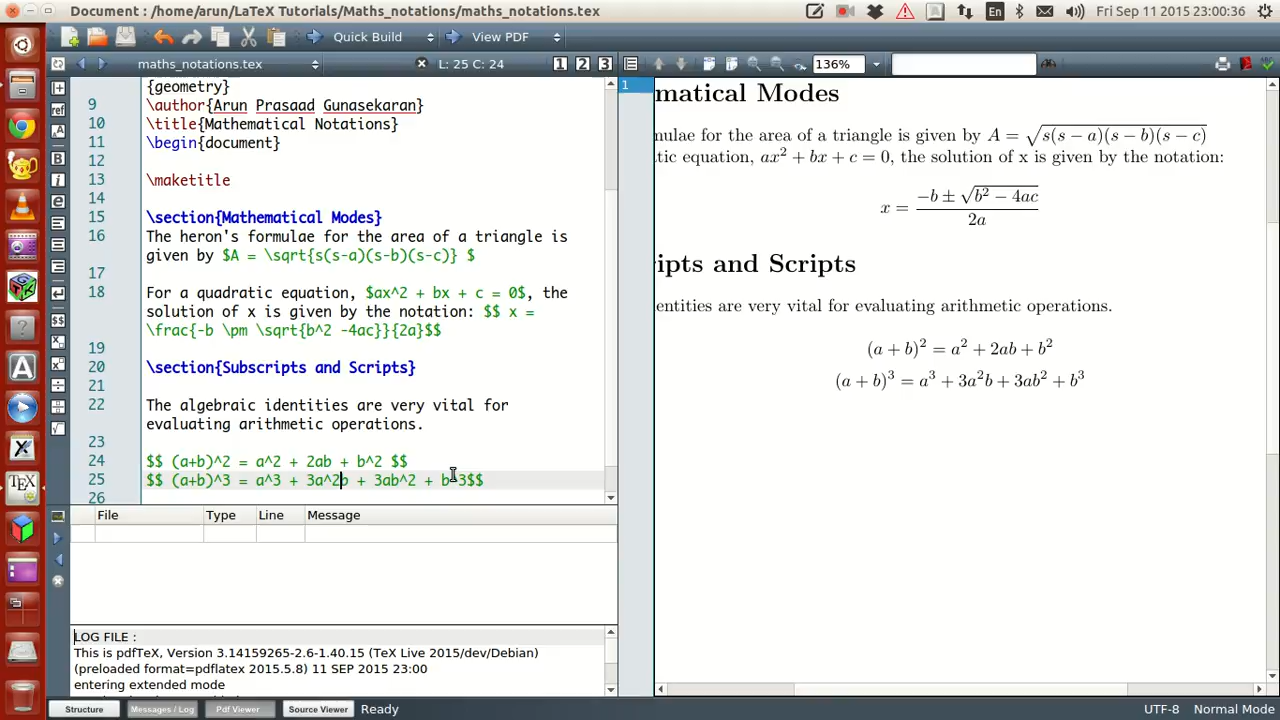 Document : /home/arun/LaTeX Tutorials/Maths_notations/maths_notations.tex
En
Fri Sep 11 2015 23:00:36
Quick Build
View PDF
maths_notations.tex
L: 25 C: 24
1 2 3
136%
{geometry}
9 \author{Arun Prasaad Gunasekaran}
10 \title{Mathematical Notations}
11 \begin{document}
12
13 \maketitle
14
15 \section{Mathematical Modes}
16 The heron's formulae for the area of a triangle is
given by $A = \sqrt{s(s-a)(s-b)(s-c)} $
17
18 For a quadratic equation, $ax^2 + bx + c = 0$, the
solution of x is given by the notation: $$ x =
\frac{-b \pm \sqrt{b^2 -4ac}}{2a}$$
19
20 \section{Subscripts and Scripts}
21
22 The algebraic identities are very vital for
evaluating arithmetic operations.
23
24 $$ (a+b)^2 = a^2 + 2ab + b^2 $$
25 $$ (a+b)^3 = a^3 + 3a^2b + 3ab^2 + b^3$$
26
1
matical Modes
mulae for the area of a triangle is given by A = √s(s − a)(s − b)(s − c)
tic equation, ax² + bx + c = 0, the solution of x is given by the notation:
x = −b ± √b² − 4ac
2a
ripts and Scripts
entities are very vital for evaluating arithmetic operations.
(a + b)² = a² + 2ab + b²
(a + b)³ = a³ + 3a²b + 3ab² + b³
File Type Line Message
LOG FILE :
This is pdfTeX, Version 3.14159265-2.6-1.40.15 (TeX Live 2015/dev/Debian)
(preloaded format=pdflatex 2015.5.8) 11 SEP 2015 23:00
entering extended mode
Structure
Messages / Log
Pdf Viewer
Source Viewer
Ready
UTF-8
Normal Mode